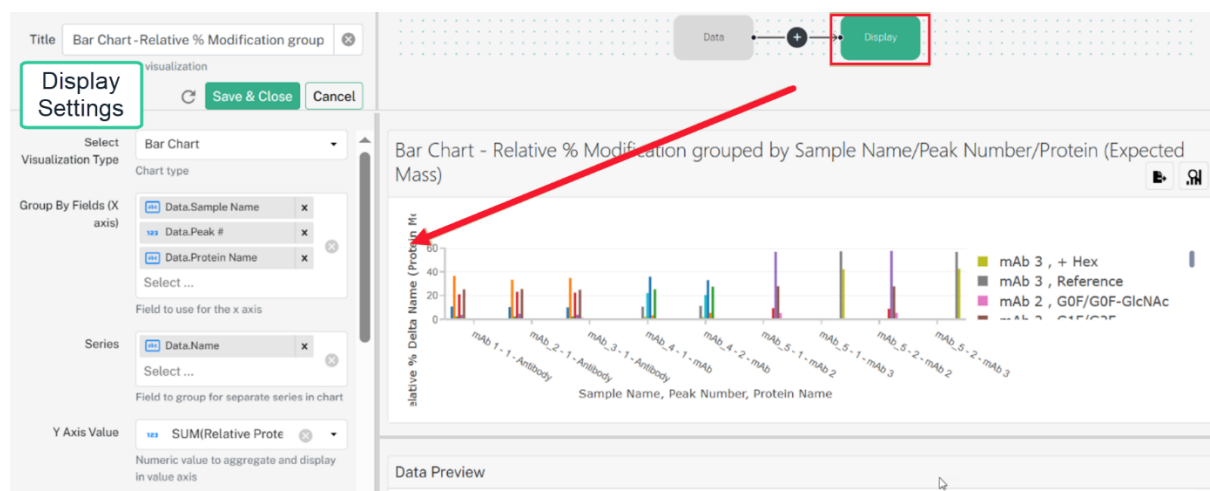 Title
Bar Chart - Relative % Modification group
visualization
Display
Settings
Save & Close
Cancel
Select
Visualization Type
Bar Chart
Chart type
Group By Fields (X
axis)
Data.Sample Name
x
123 Data.Peak #
x
Data.Protein Name
x
Select ...
Field to use for the x axis
Series
Data.Name
x
Select ...
Field to group for separate series in chart
Y Axis Value
123 SUM(Relative Prote
Numeric value to aggregate and display
in value axis
Data
Display
Bar Chart - Relative % Modification grouped by Sample Name/Peak Number/Protein (Expected
Mass)
elative % Delta Name (Protein M
60
40
20
0
mAb 1 - 1 - Antibody
mAb_2 - 1 - Antibody
mAb_3 - 1 - Antibody
mAb_4 - 1 - mAb
mAb_4 - 2 - mAb
mAb_5 - 1 - mAb 2
mAb_5 - 1 - mAb 3
mAb_5 - 2 - mAb 2
mAb_5 - 2 - mAb 3
Sample Name, Peak Number, Protein Name
mAb 3 , + Hex
mAb 3 , Reference
mAb 2 , G0F/G0F-GlcNAc
Data Preview